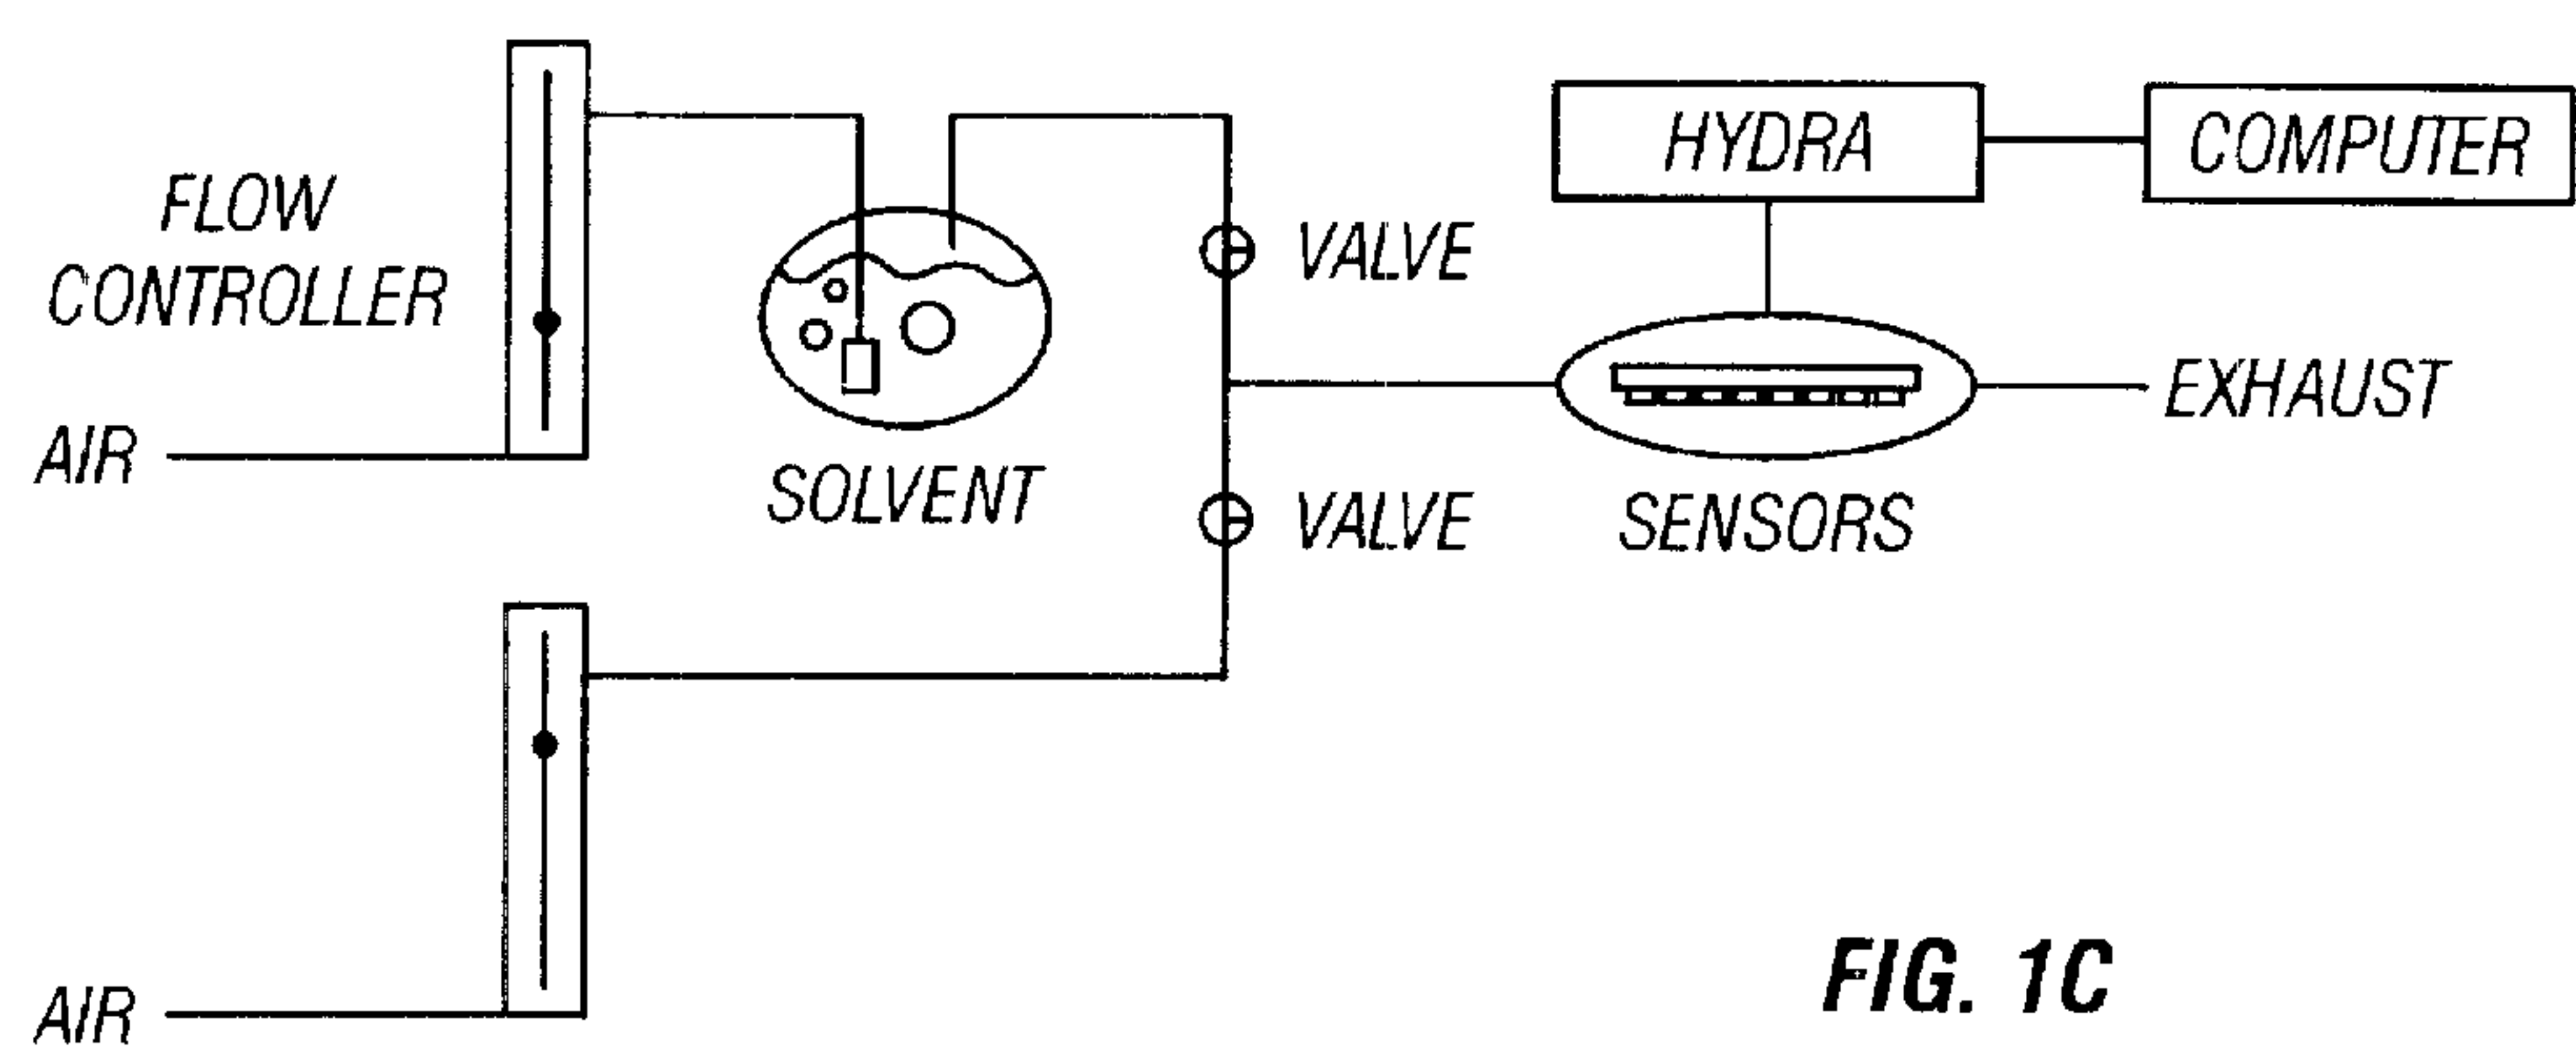 FLOW
CONTROLLER
AIR
SOLVENT
VALVE
VALVE
HYDRA
COMPUTER
SENSORS
EXHAUST
AIR
FIG. 1C